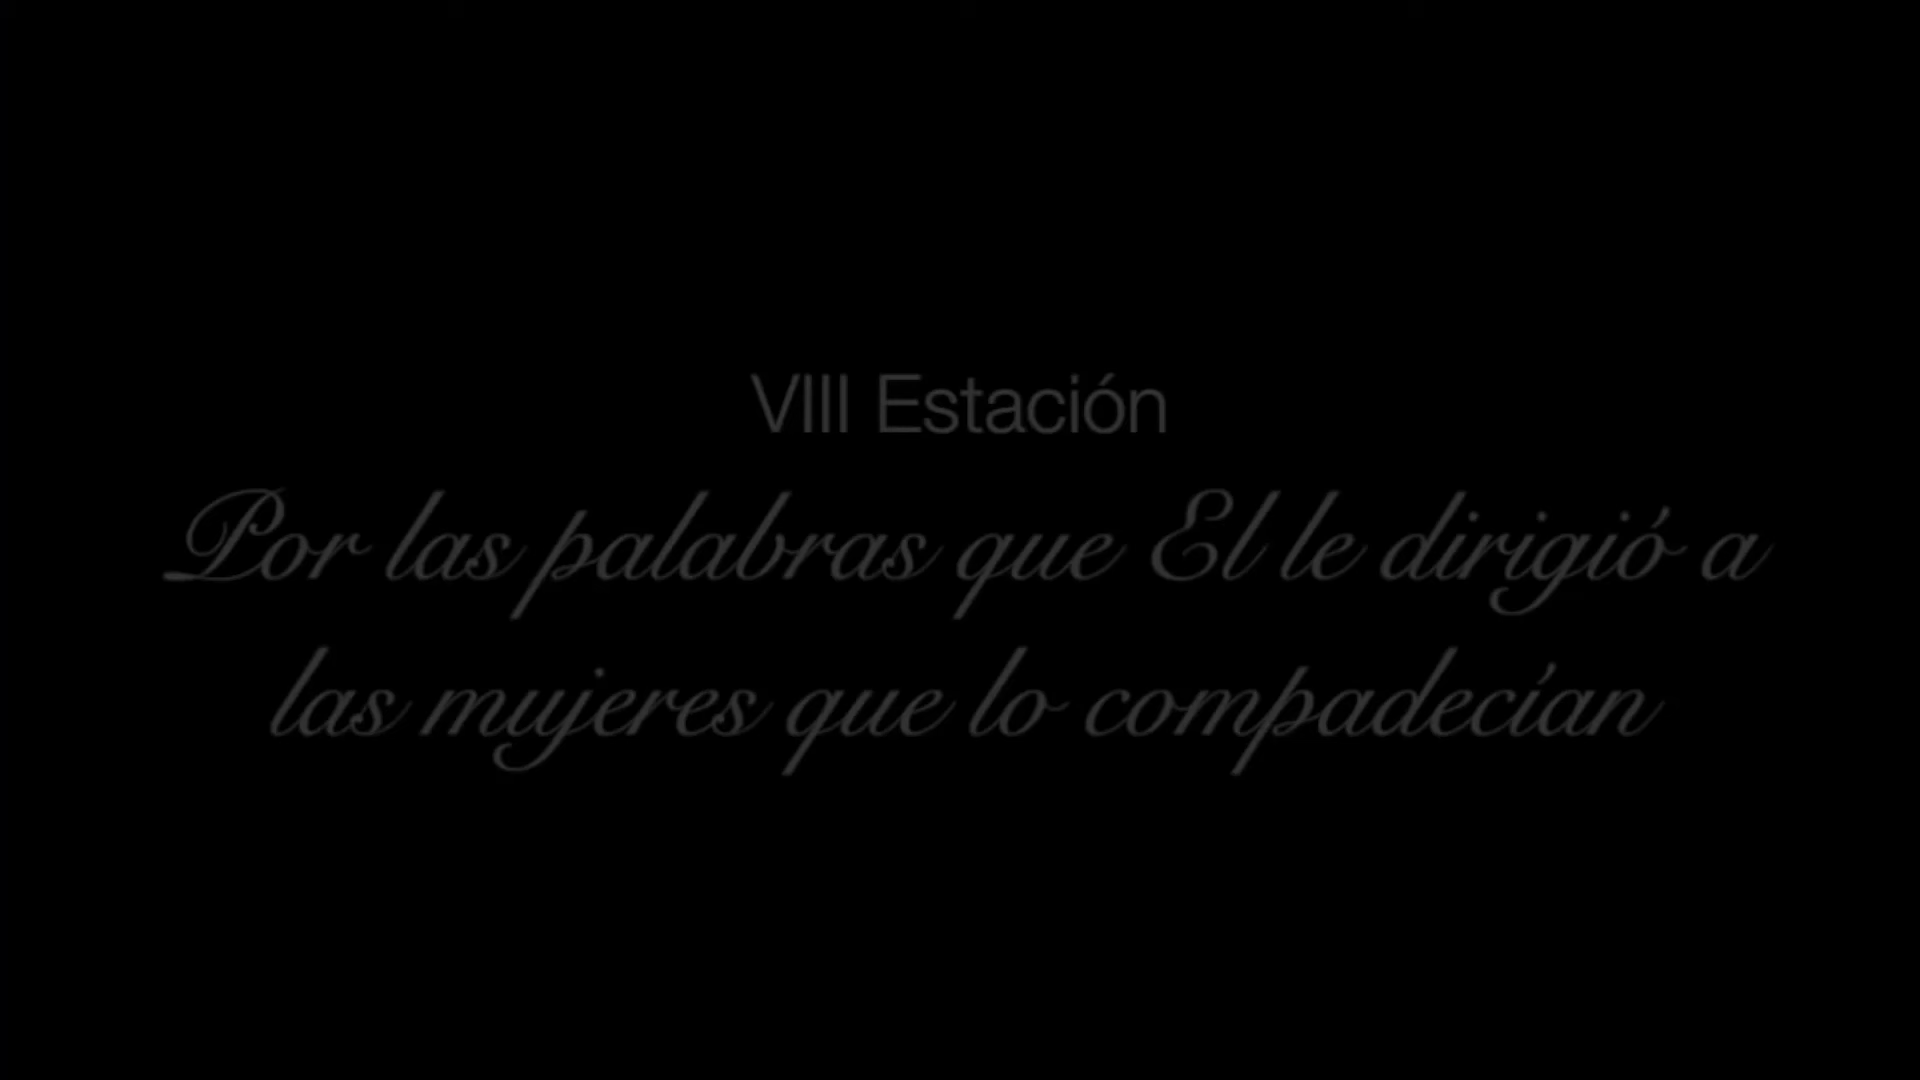 VIII Estación
Por las palabras que El le dirigió a
las mujeres que lo compadecían